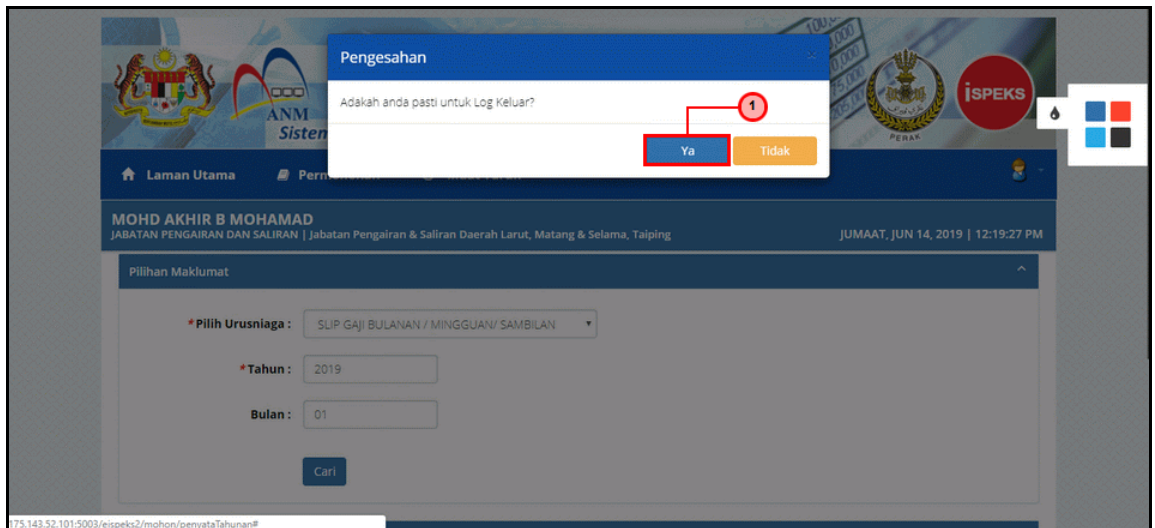 Pengesahan
×
Adakah anda pasti untuk Log Keluar?
1
Ya
Tidak
ANM
Sistem
PERAK
iSPEKS
Laman Utama
MOHD AKHIR B MOHAMAD
JABATAN PENGAIRAN DAN SALIRAN | Jabatan Pengairan & Saliran Daerah Larut, Matang & Selama, Taiping
JUMAAT, JUN 14, 2019 | 12:19:27 PM
Pilihan Maklumat
*Pilih Urusniaga :
SLIP GAJI BULANAN / MINGGUAN/ SAMBILAN
*Tahun :
2019
Bulan :
01
Cari
175.143.52.101:5003/eispeks2/mohon/penyataTahunan#